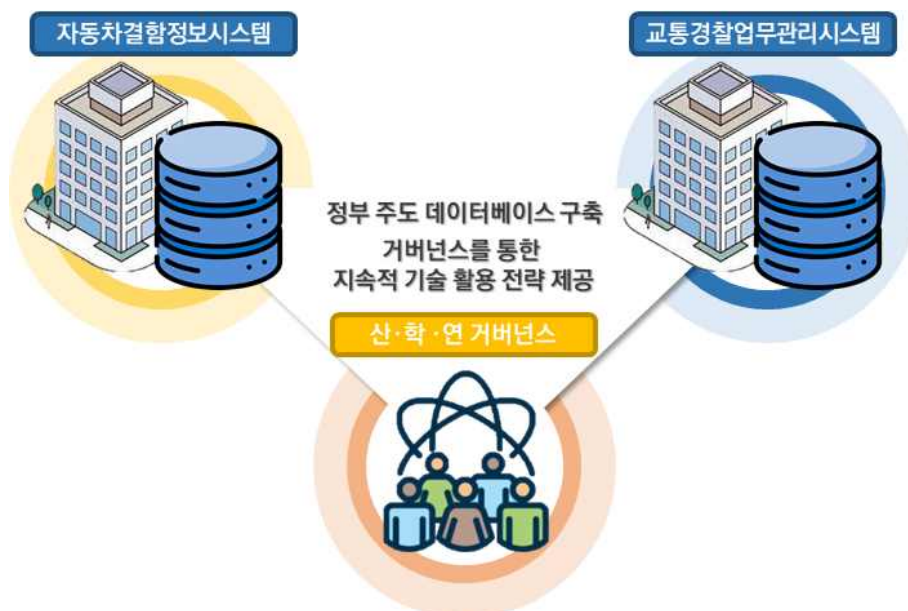 자동차결함정보시스템
교통경찰업무관리시스템
정부 주도 데이터베이스 구축
거버넌스를 통한
지속적 기술 활용 전략 제공
산·학·연 거버넌스